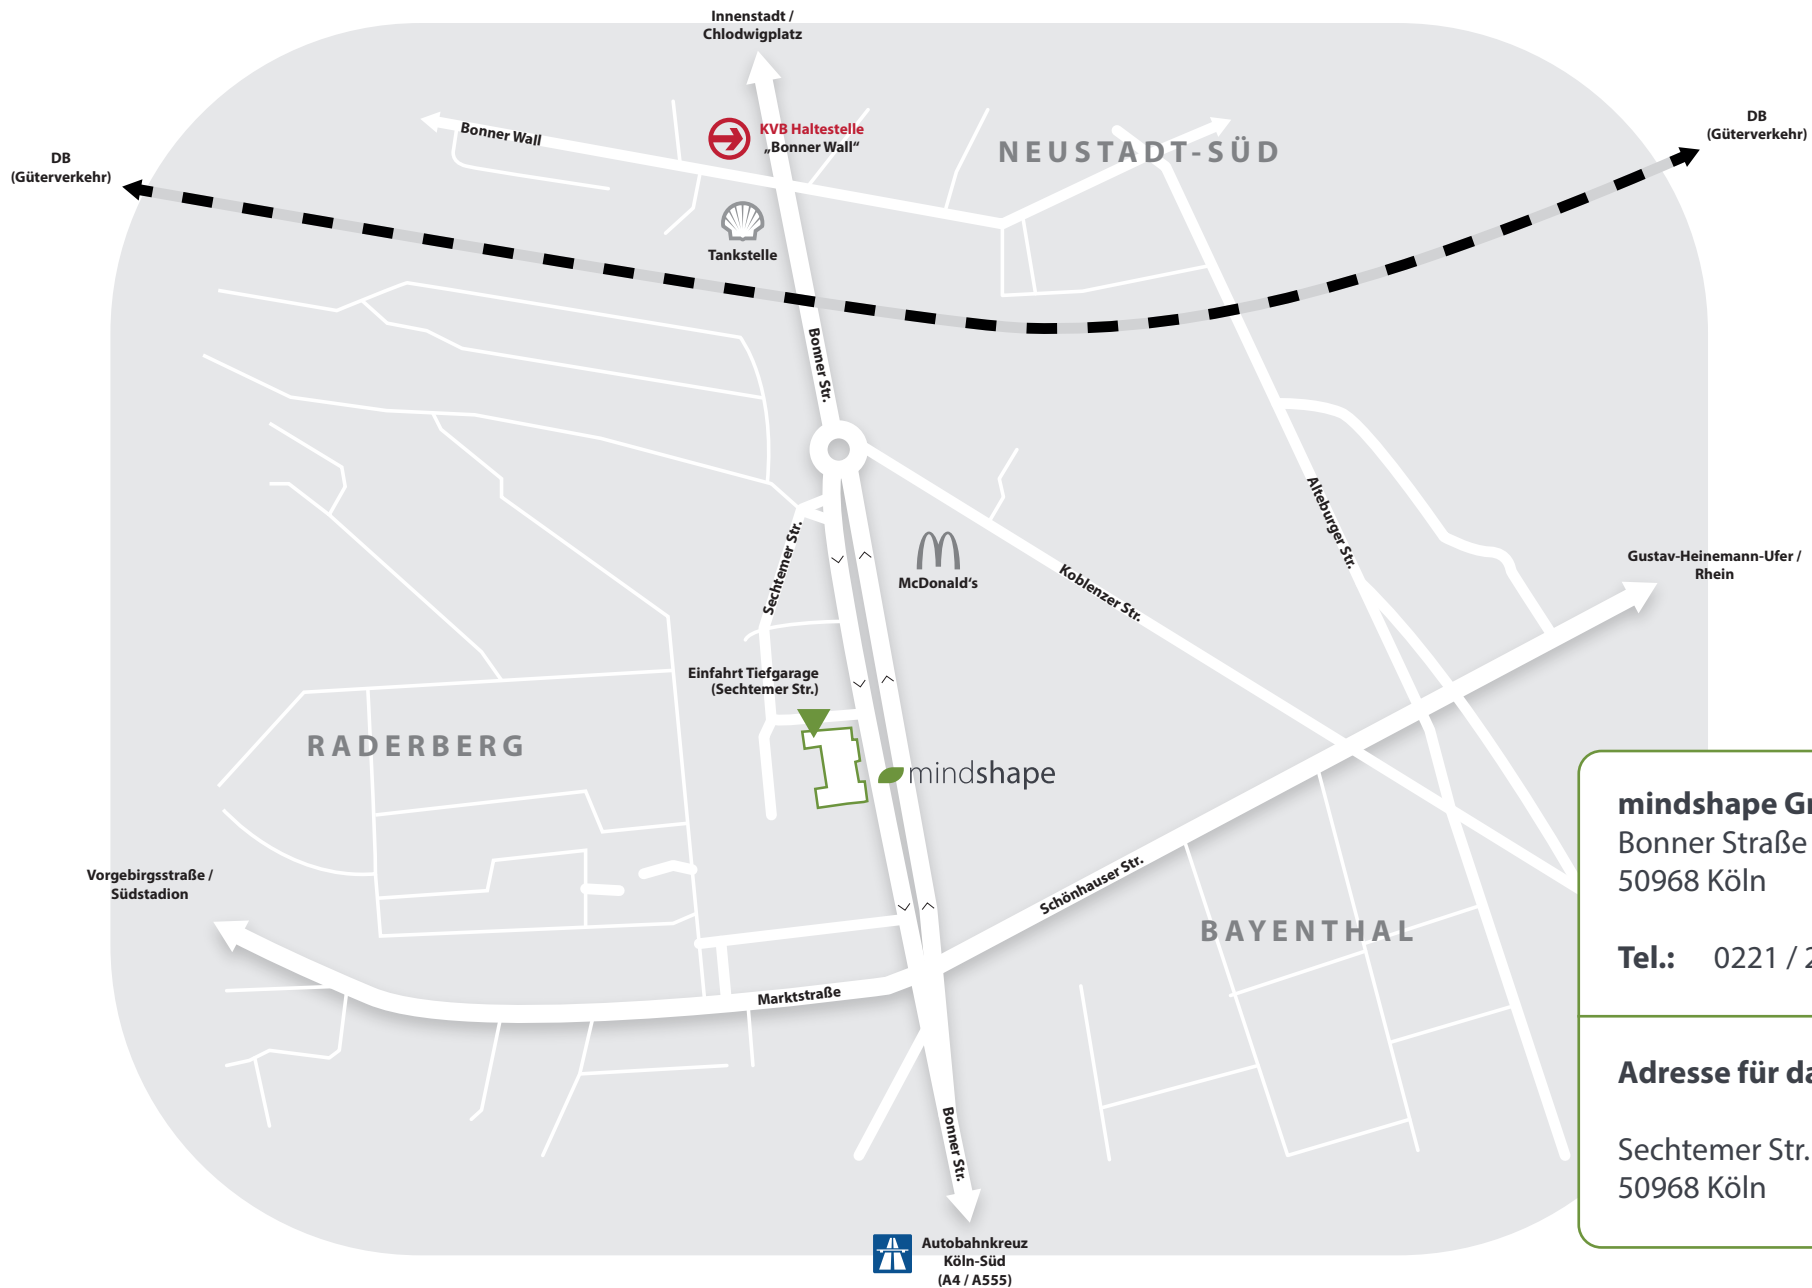 Innenstadt /
Chlodwigplatz
Bonner Wall
KVB Haltestelle
„Bonner Wall“
NEUSTADT-SÜD
DB
(Güterverkehr)
DB
(Güterverkehr)
Tankstelle
Bonner Str.
Alteburger Str.
Sechtemer Str.
McDonald‘s
Koblenzer Str.
Gustav-Heinemann-Ufer /
Rhein
Einfahrt Tiefgarage
(Sechtemer Str.)
RADERBERG
mindshape
Vorgebirgsstraße /
Südstadion
Schönhauser Str.
BAYENTHAL
Marktstraße
Bonner Str.
Autobahnkreuz
Köln-Süd
(A4 / A555)
mindshape
Bonner Straße
50968 Köln
Tel.: 0221 / 2
Adresse für
Sechtemer Str.
50968 Köln